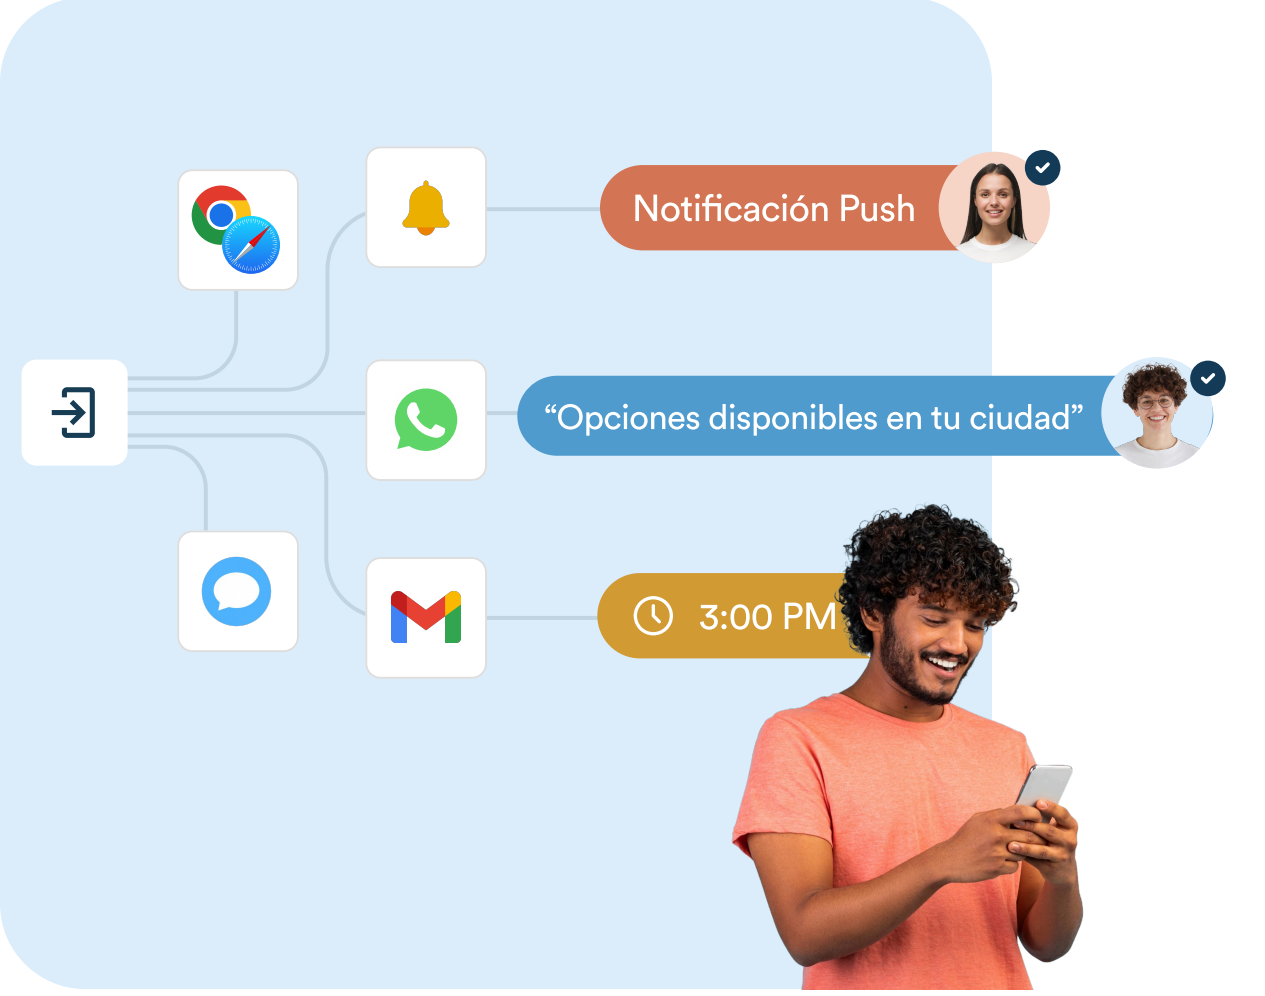 Notificación Push
“Opciones disponibles en tu ciudad”
3:00 PM